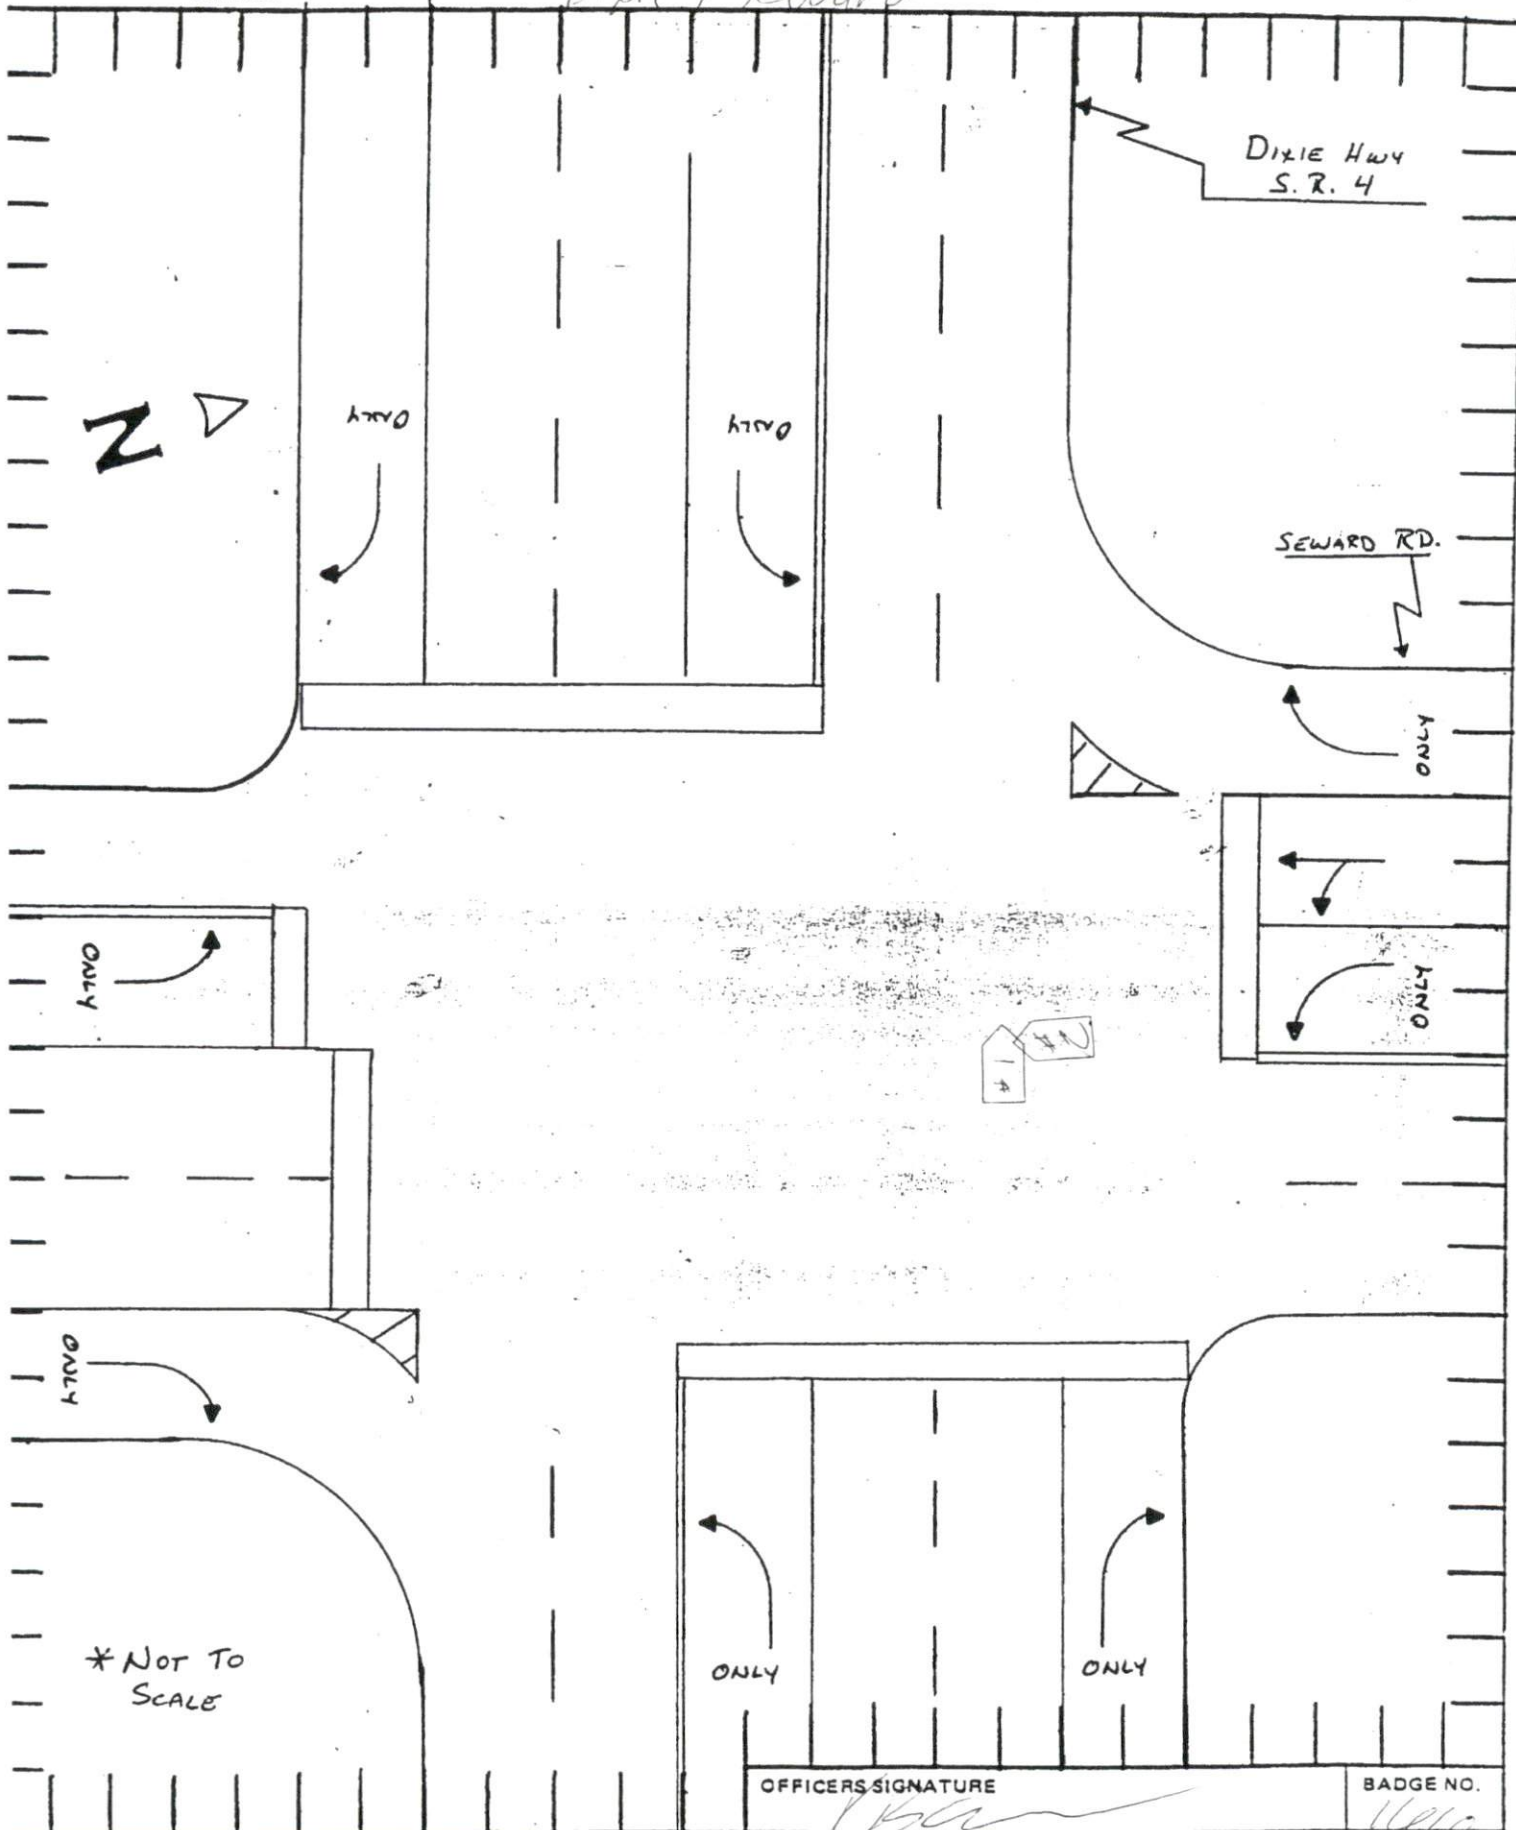 DIXIE HWY
S. R. 4
N
ONLY
ONLY
SEWARD RD.
ONLY
ONLY
ONLY
#2
#1
ONLY
* NOT TO
SCALE
ONLY
ONLY
OFFICERS SIGNATURE
BADGE NO.